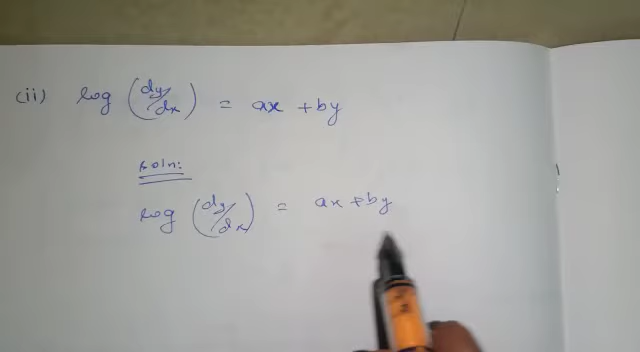 (ii) log (dy/dx) = ax + by
soln:
log (dy/dx) = ax + by